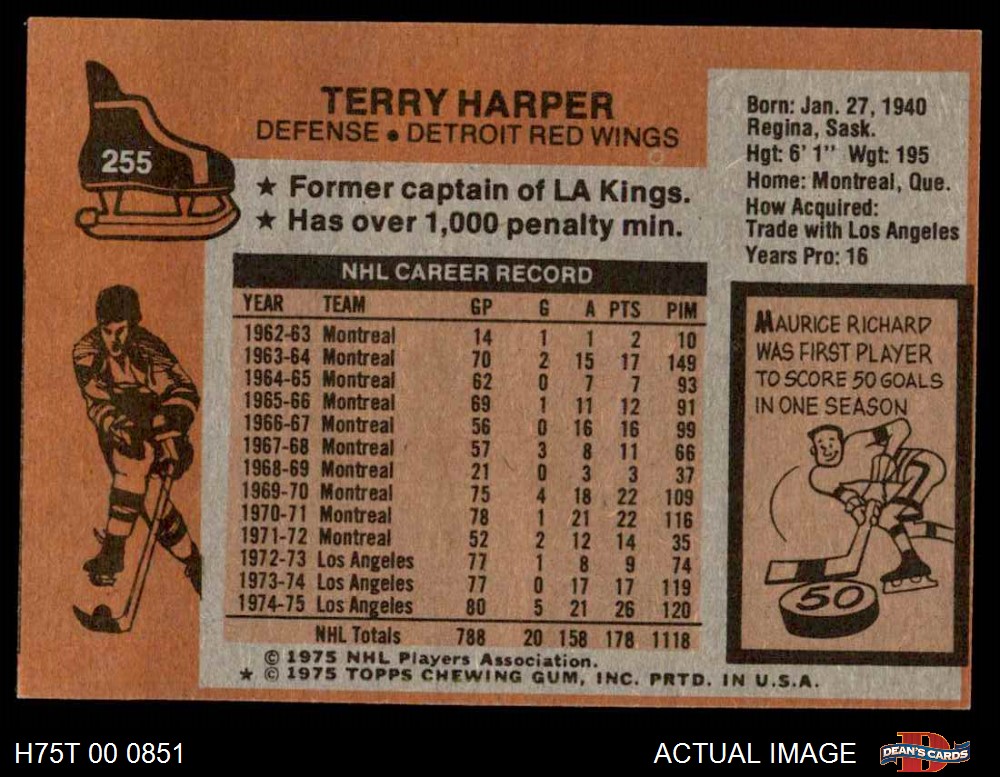 255
TERRY HARPER
DEFENSE • DETROIT RED WINGS
★ Former captain of LA Kings.
★ Has over 1,000 penalty min.
Born: Jan. 27, 1940
Regina, Sask.
Hgt: 6' 1" Wgt: 195
Home: Montreal, Que.
How Acquired:
Trade with Los Angeles
Years Pro: 16
NHL CAREER RECORD
YEAR TEAM GP G A PTS PIM
1962-63 Montreal 14 1 1 2 10
1963-64 Montreal 70 2 15 17 149
1964-65 Montreal 62 0 7 7 93
1965-66 Montreal 69 1 11 12 91
1966-67 Montreal 56 0 16 16 99
1967-68 Montreal 57 3 8 11 66
1968-69 Montreal 21 0 3 3 37
1969-70 Montreal 75 4 18 22 109
1970-71 Montreal 78 1 21 22 116
1971-72 Montreal 52 2 12 14 35
1972-73 Los Angeles 77 1 8 9 74
1973-74 Los Angeles 77 0 17 17 119
1974-75 Los Angeles 80 5 21 26 120
NHL Totals 788 20 158 178 1118
© 1975 NHL Players Association.
★ © 1975 TOPPS CHEWING GUM, INC. PRTD. IN U.S.A.
MAURICE RICHARD
WAS FIRST PLAYER
TO SCORE 50 GOALS
IN ONE SEASON
50
H75T 00 0851
ACTUAL IMAGE
DEAN'S CARDS